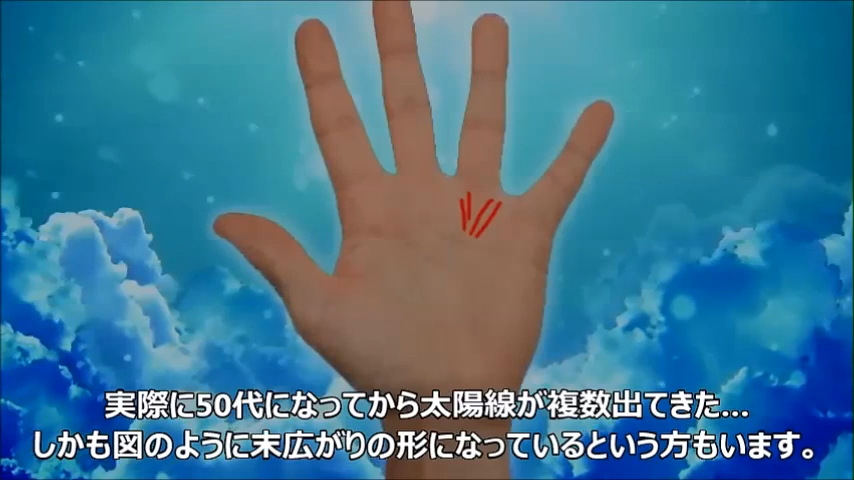 実際に50代になってから太陽線が複数出てきた...
しかも図のように末広がりの形になっているという方もいます。